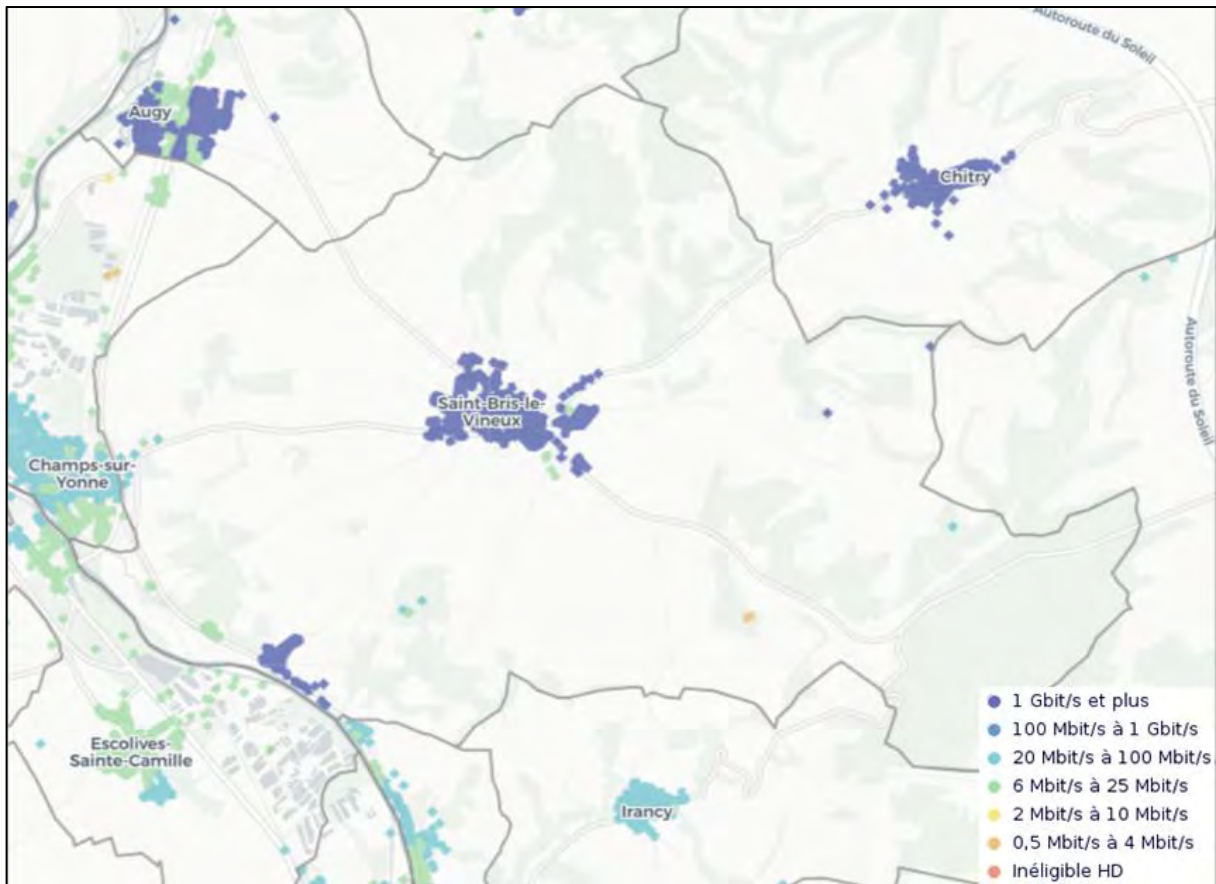 Autoroute du Soleil
Augy
Chitry
Autoroute du Soleil
Saint-Bris-le-
Vineux
Champs-sur-
Yonne
Escolives-
Sainte-Camille
Irancy
1 Gbit/s et plus
100 Mbit/s à 1 Gbit/s
20 Mbit/s à 100 Mbit/s
6 Mbit/s à 25 Mbit/s
2 Mbit/s à 10 Mbit/s
0,5 Mbit/s à 4 Mbit/s
Inéligible HD